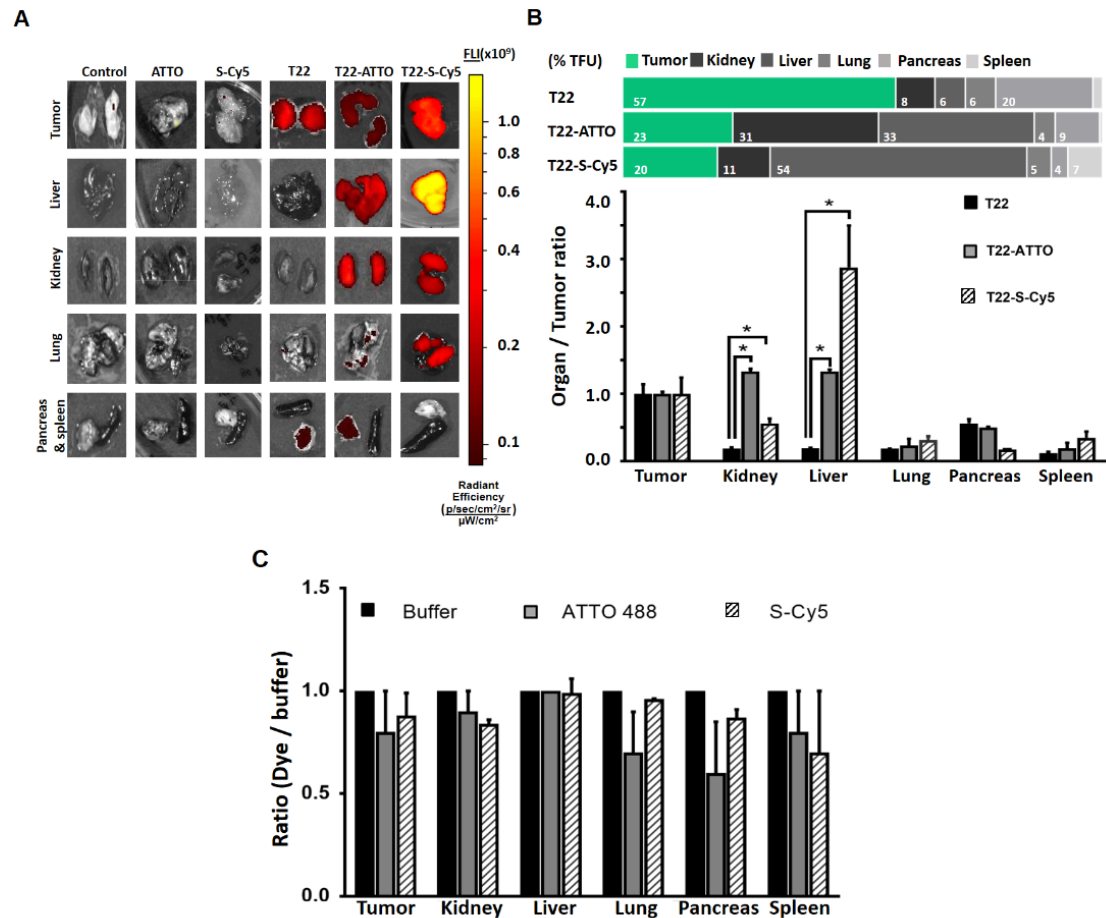 A
FLI(x10⁹)
Control ATTO S-Cy5 T22 T22-ATTO T22-S-Cy5
Tumor
Liver
Kidney
Lung
Pancreas
& spleen
1.0
0.8
0.6
0.4
0.2
0.1
Radiant
Efficiency
(p/sec/cm²/sr)
µW/cm²
B
(% TFU) Tumor Kidney Liver Lung Pancreas Spleen
T22
57 8 6 6 20
T22-ATTO
23 31 33 4 9
T22-S-Cy5
20 11 54 5 4 7
Organ / Tumor ratio
4.0
3.0
2.0
1.0
0.0
* * * *
T22
T22-ATTO
T22-S-Cy5
Tumor Kidney Liver Lung Pancreas Spleen
C
Ratio (Dye / buffer)
1.5
1.0
0.5
0.0
Buffer ATTO 488 S-Cy5
Tumor Kidney Liver Lung Pancreas Spleen